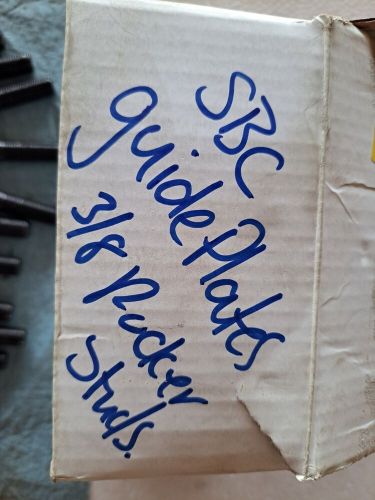 SBC
guide Plates
3/8 Rocker
Studs.